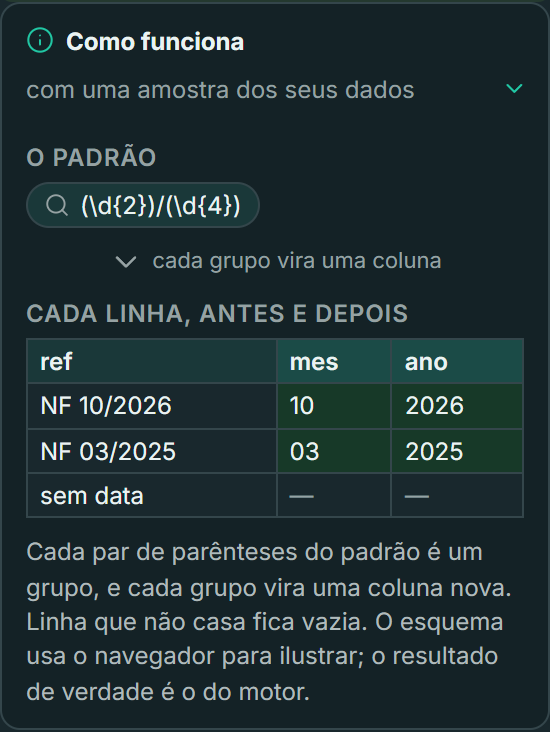 Como funciona
com uma amostra dos seus dados
O PADRÃO
(\d{2})/(\d{4})
cada grupo vira uma coluna
CADA LINHA, ANTES E DEPOIS
ref mes ano
NF 10/2026 10 2026
NF 03/2025 03 2025
sem data — —
Cada par de parênteses do padrão é um
grupo, e cada grupo vira uma coluna nova.
Linha que não casa fica vazia. O esquema
usa o navegador para ilustrar; o resultado
de verdade é o do motor.